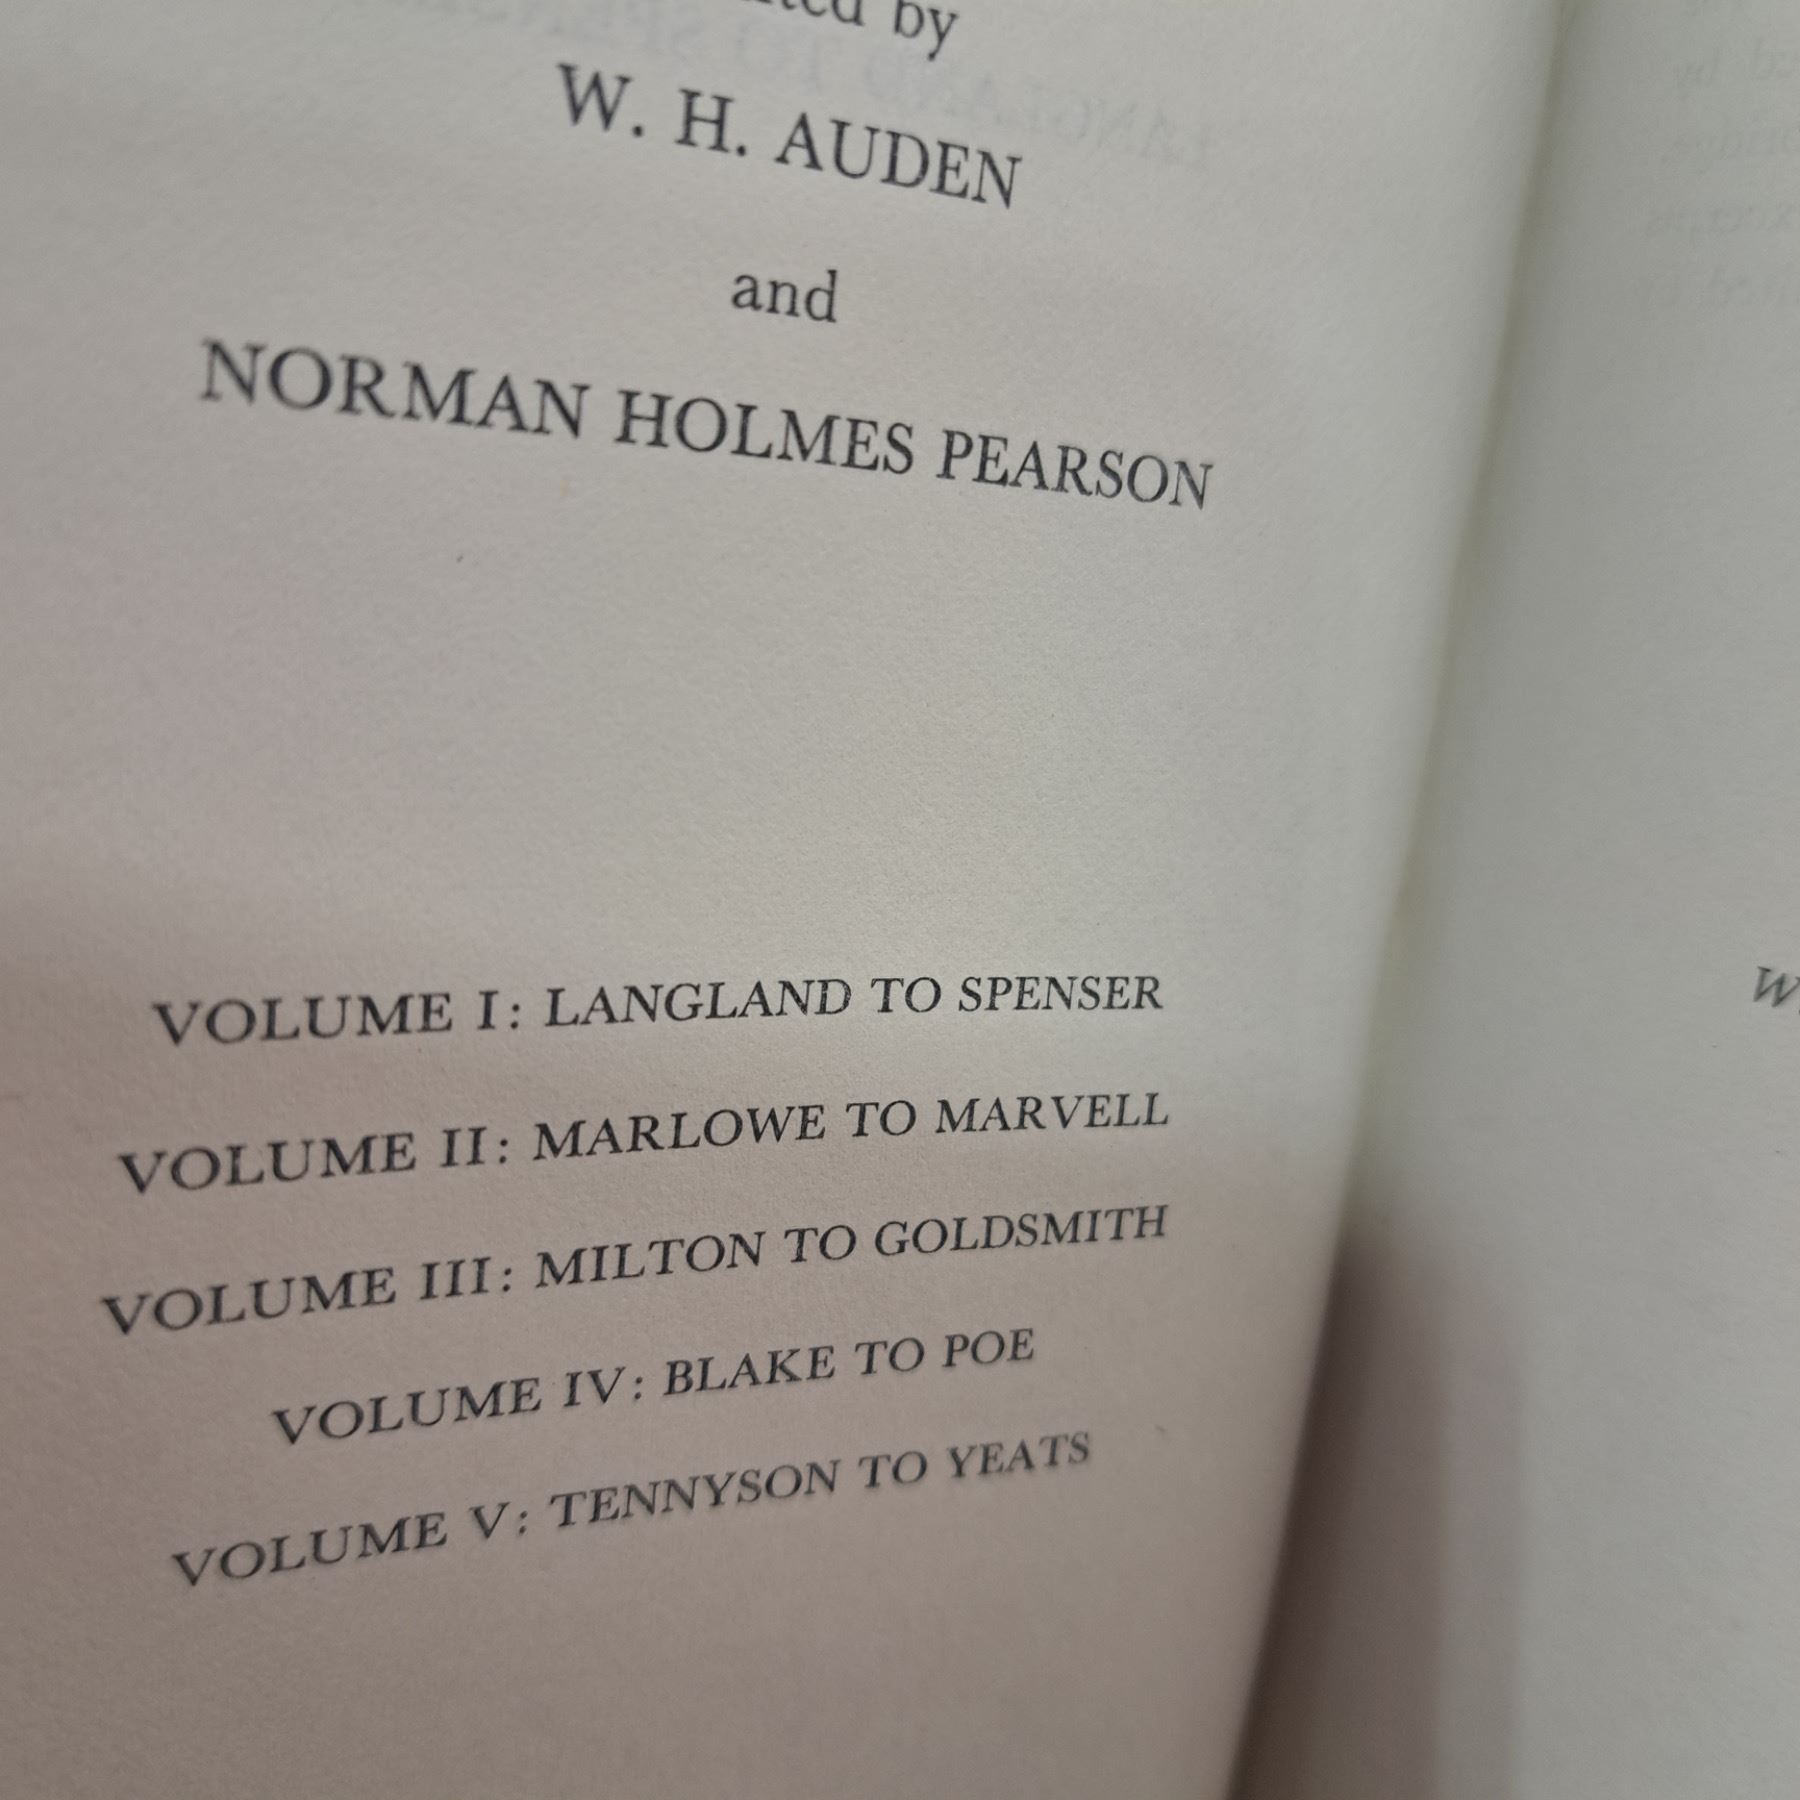 by
W. H. AUDEN
and
NORMAN HOLMES PEARSON
VOLUME I: LANGLAND TO SPENSER
VOLUME II: MARLOWE TO MARVELL
VOLUME III: MILTON TO GOLDSMITH
VOLUME IV: BLAKE TO POE
VOLUME V: TENNYSON TO YEATS